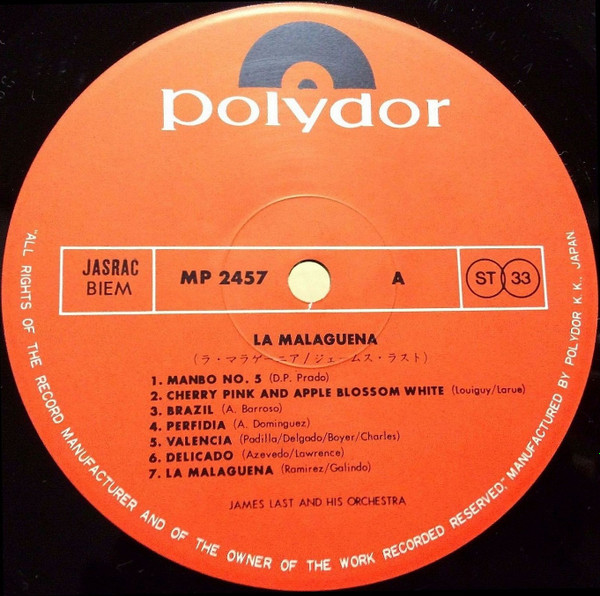 polydor
JASRAC
BIEM
MP 2457
A
ST 33
LA MALAGUENA
(ラ・マラゲーニア/ジェームス・ラスト)
1. MANBO NO. 5 (D.P. Prado)
2. CHERRY PINK AND APPLE BLOSSOM WHITE (Louiguy/Larue)
3. BRAZIL (A. Barroso)
4. PERFIDIA (A. Dominguez)
5. VALENCIA (Padilla/Delgado/Boyer/Charles)
6. DELICADO (Azevedo/Lawrence)
7. LA MALAGUENA (Ramirez/Galindo)
JAMES LAST AND HIS ORCHESTRA
"ALL RIGHTS OF THE RECORD MANUFACTURER AND OF THE OWNER OF THE WORK RECORDED RESERVED," MANUFACTURED BY POLYDOR K.K., JAPAN